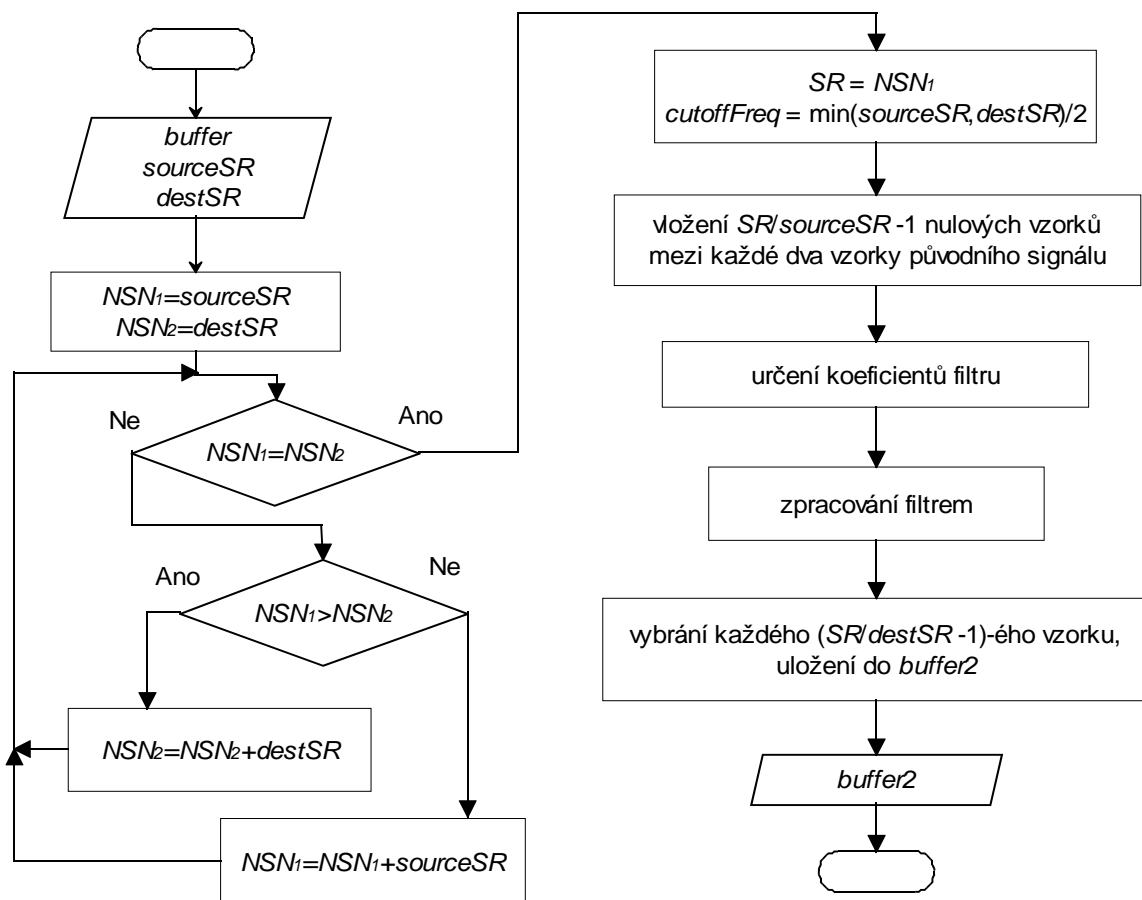 buffer
sourceSR
destSR
NSN₁=sourceSR
NSN₂=destSR
Ne
Ano
NSN₁=NSN₂
Ano
Ne
NSN₁>NSN₂
NSN₂=NSN₂+destSR
NSN₁=NSN₁+sourceSR
SR = NSN₁
cutoffFreq = min(sourceSR,destSR)/2
vložení SR/sourceSR -1 nulových vzorků
mezi každé dva vzorky původního signálu
určení koeficientů filtru
zpracování filtrem
vybrání každého (SR/destSR -1)-ého vzorku,
uložení do buffer2
buffer2